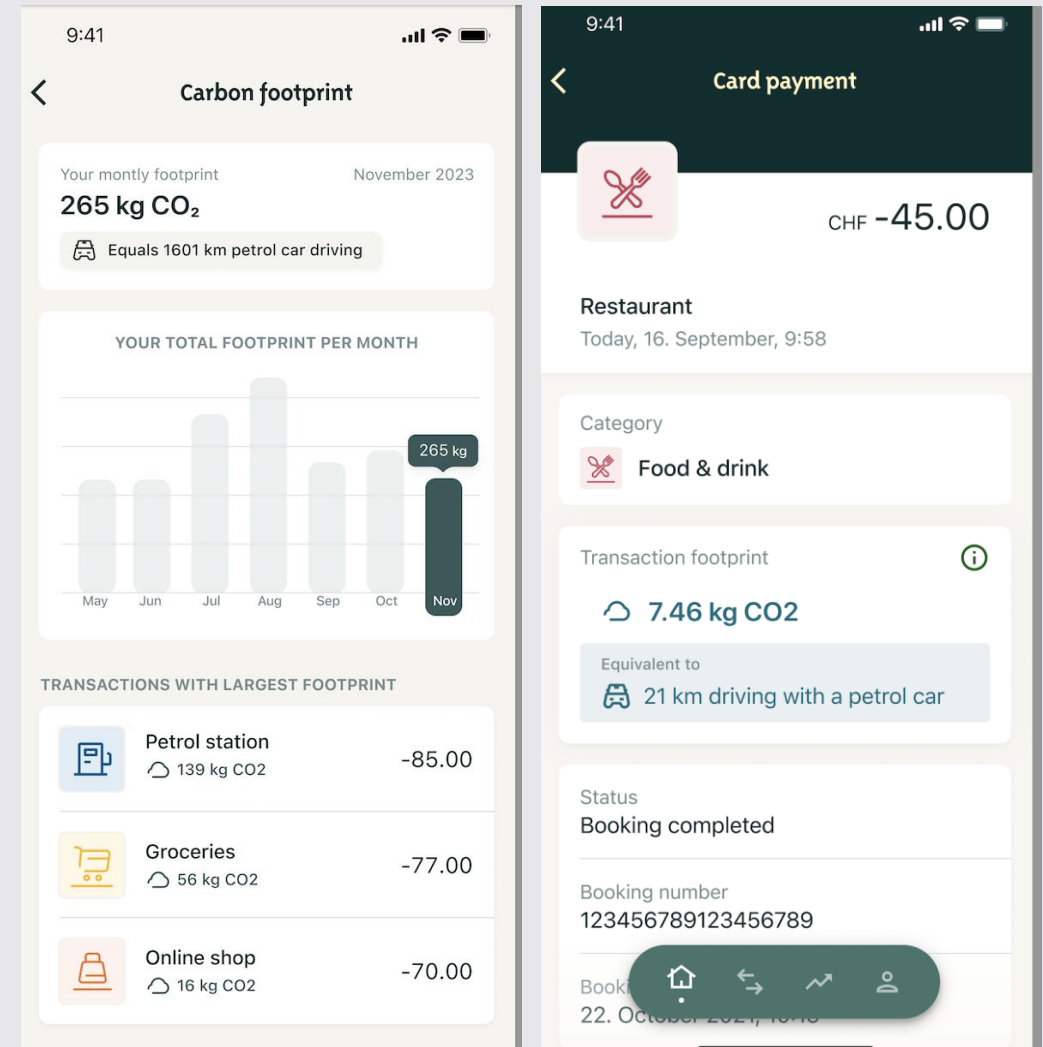 9:41
Carbon footprint
Your montly footprint
November 2023
265 kg CO₂
Equals 1601 km petrol car driving
YOUR TOTAL FOOTPRINT PER MONTH
265 kg
May Jun Jul Aug Sep Oct Nov
TRANSACTIONS WITH LARGEST FOOTPRINT
Petrol station
139 kg CO2
-85.00
Groceries
56 kg CO2
-77.00
Online shop
16 kg CO2
-70.00
9:41
Card payment
CHF -45.00
Restaurant
Today, 16. September, 9:58
Category
Food & drink
Transaction footprint
7.46 kg CO2
Equivalent to
21 km driving with a petrol car
Status
Booking completed
Booking number
123456789123456789
22. October 2021,